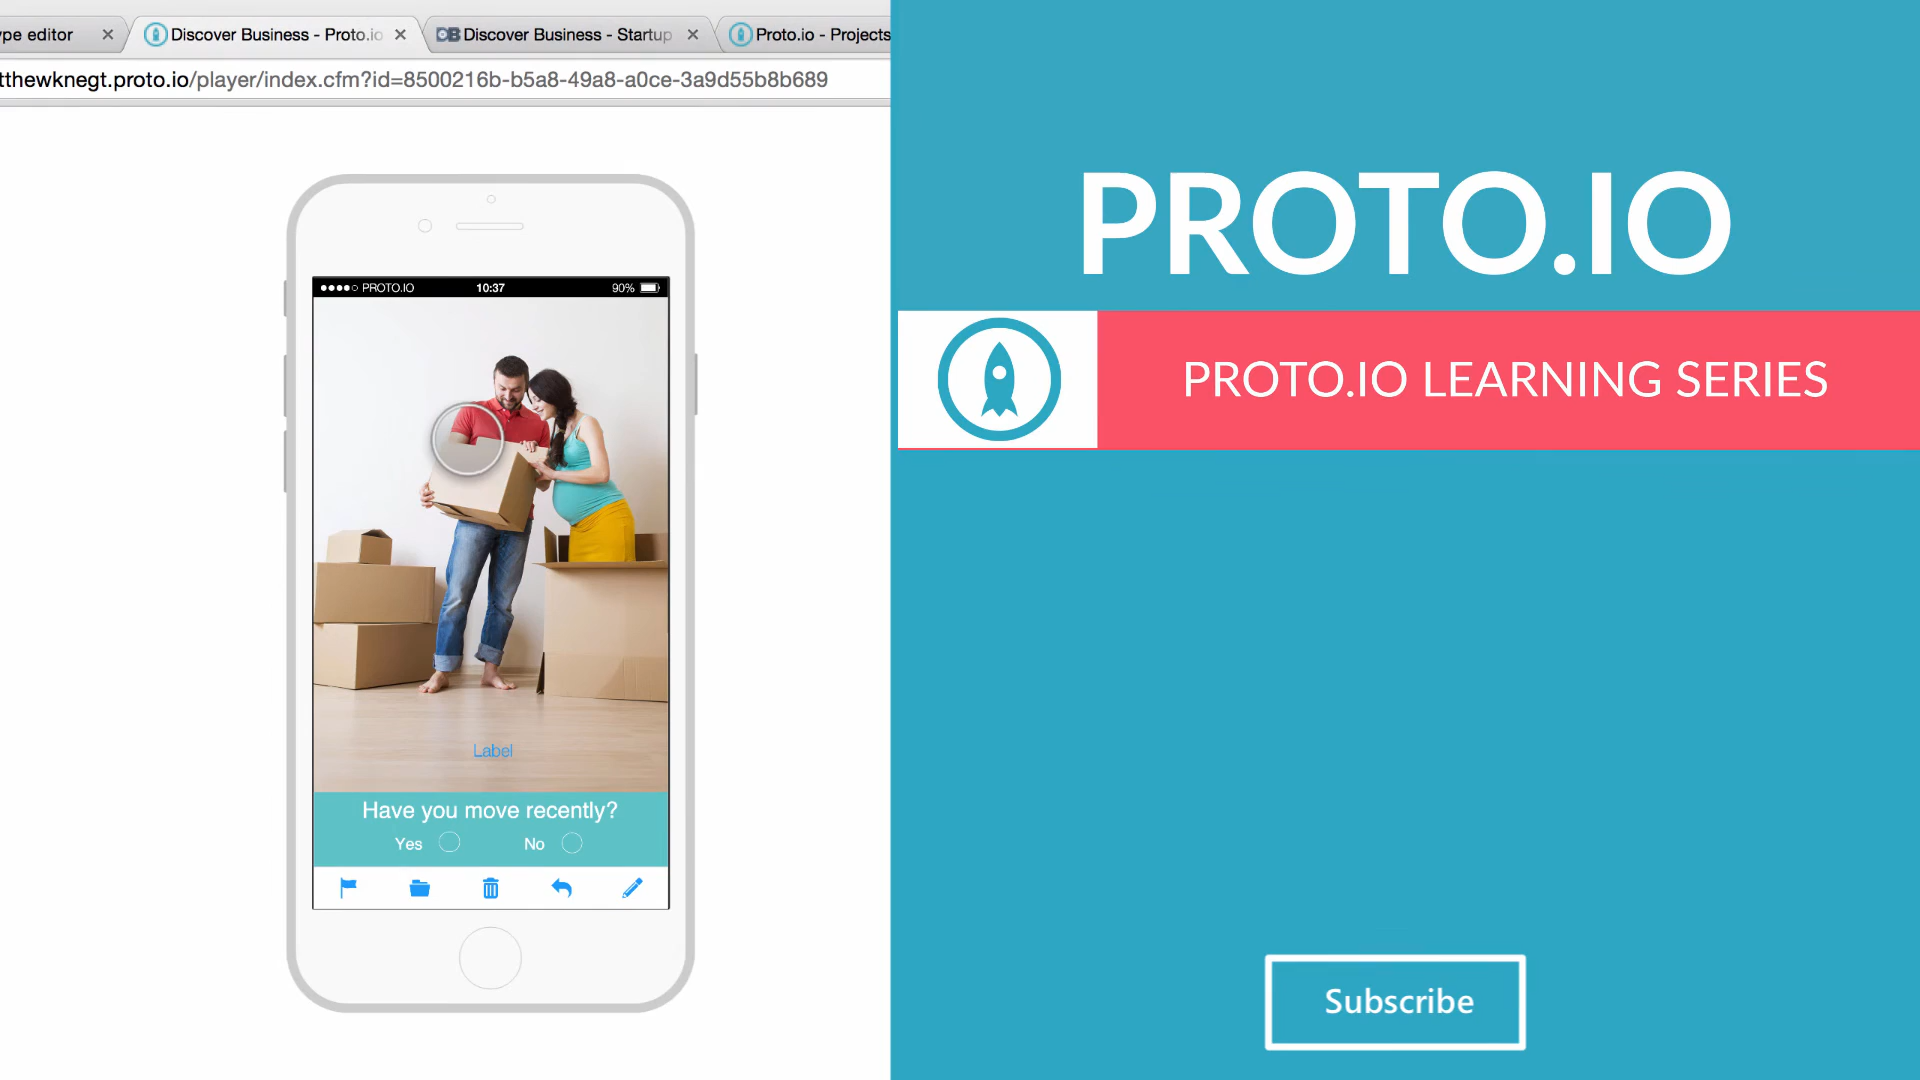 ype editor
Discover Business - Proto.io
DB Discover Business - Startup
Proto.io - Projects
tthewknegt.proto.io/player/index.cfm?id=8500216b-b5a8-49a8-a0ce-3a9d55b8b689
PROTO.IO 10:37 90%
Label
Have you move recently?
Yes No
PROTO.IO
PROTO.IO LEARNING SERIES
Subscribe